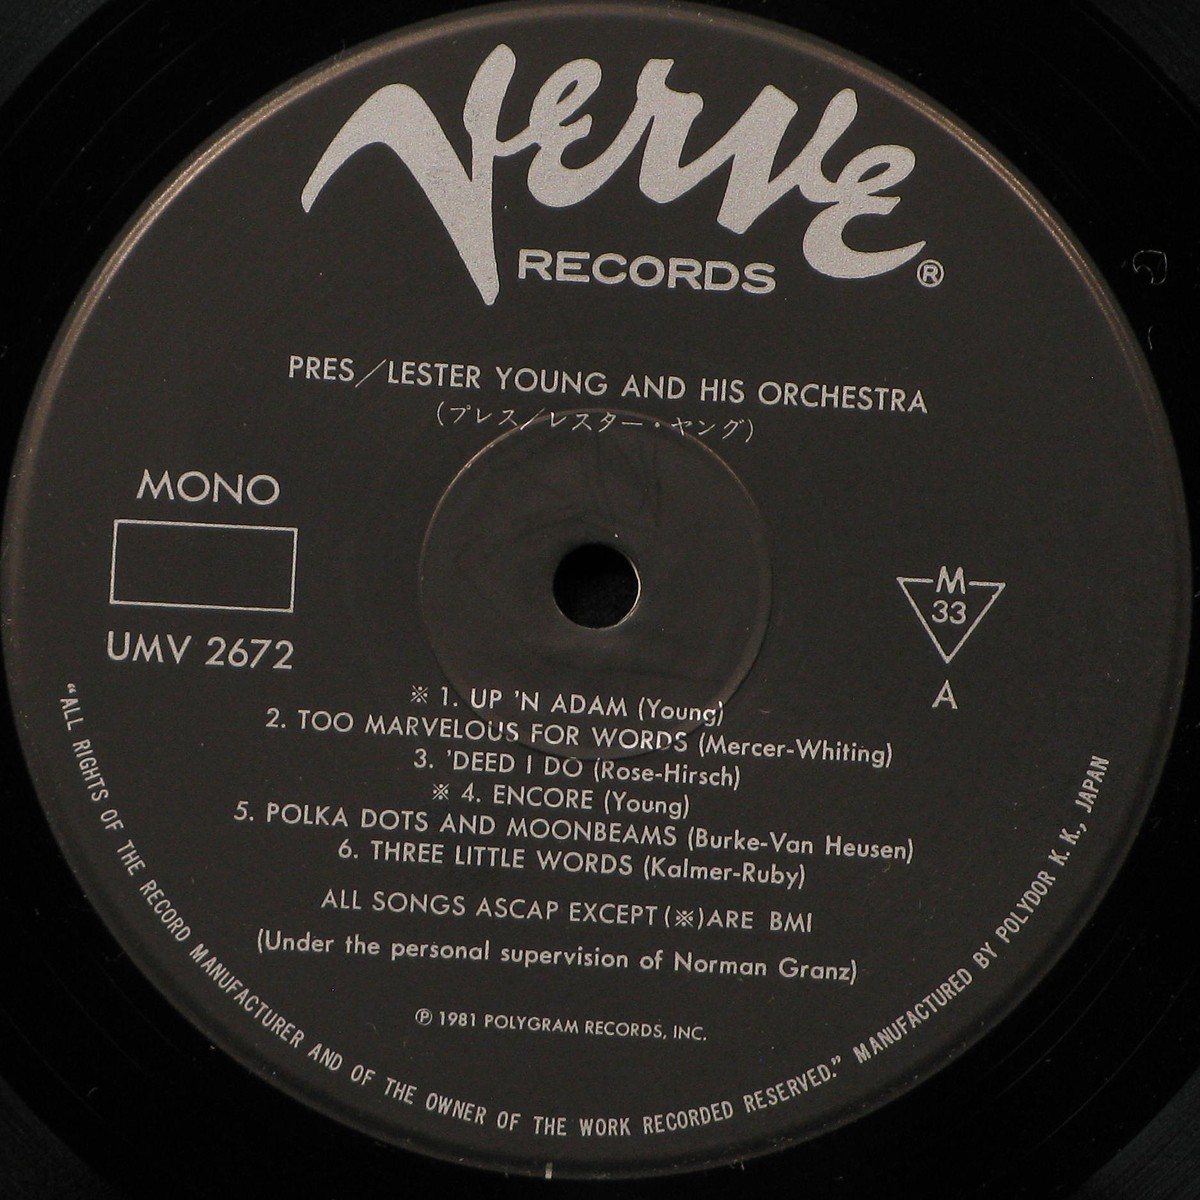 Verve
RECORDS ®
PRES／LESTER YOUNG AND HIS ORCHESTRA
(プレス/レスター・ヤング)
MONO
UMV 2672
M
33
A
※ 1. UP 'N ADAM (Young)
2. TOO MARVELOUS FOR WORDS (Mercer-Whiting)
3. 'DEED I DO (Rose-Hirsch)
※ 4. ENCORE (Young)
5. POLKA DOTS AND MOONBEAMS (Burke-Van Heusen)
6. THREE LITTLE WORDS (Kalmer-Ruby)
ALL SONGS ASCAP EXCEPT (※) ARE BMI
(Under the personal supervision of Norman Granz)
℗ 1981 POLYGRAM RECORDS, INC.
"ALL RIGHTS OF THE RECORD MANUFACTURER AND OF THE OWNER OF THE WORK RECORDED RESERVED." MANUFACTURED BY POLYDOR K. K., JAPAN